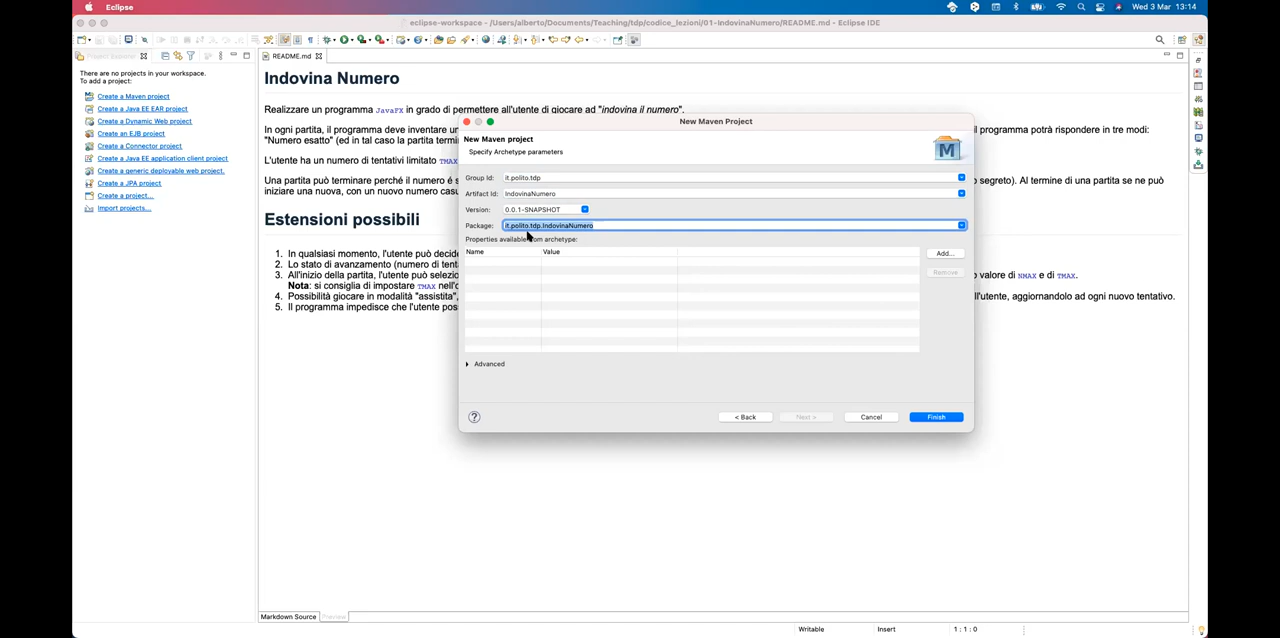 Eclipse
Wed 3 Mar 13:14
eclipse-workspace - /Users/alberto/Documents/Teaching/tdp/codice_lezioni/01-IndovinaNumero/README.md - Eclipse IDE
Project Explorer
README.md
There are no projects in your workspace.
To add a project:
Create a Maven project
Create a Java EE EAR project
Create a Dynamic Web project
Create an EJB project
Create a Connector project
Create a Java EE application client project
Create a generic deployable web project.
Create a JPA project
Create a project...
Import projects...
Indovina Numero
Realizzare un programma JavaFX in grado di permettere all'utente di giocare ad "indovina il numero".
In ogni partita, il programma deve inventare un
il programma potrà rispondere in tre modi:
"Numero esatto" (ed in tal caso la partita termi
L'utente ha un numero di tentativi limitato TMAX
Una partita può terminare perché il numero é s
segreto). Al termine di una partita se ne può
iniziare una nuova, con un nuovo numero casu
Estensioni possibili
1. In qualsiasi momento, l'utente può decide
2. Lo stato di avanzamento (numero di tenta
3. All'inizio della partita, l'utente può selezio
o valore di NMAX e di TMAX.
Nota: si consiglia di impostare TMAX nell'o
4. Possibilità giocare in modalità "assistita",
l'utente, aggiornandolo ad ogni nuovo tentativo.
5. Il programma impedisce che l'utente pos
New Maven Project
New Maven project
Specify Archetype parameters
M
Group Id: it.polito.tdp
Artifact Id: IndovinaNumero
Version: 0.0.1-SNAPSHOT
Package: it.polito.tdp.IndovinaNumero
Properties available from archetype:
Name Value
Add...
Remove
Advanced
?
< Back Next > Cancel Finish
Markdown Source Preview
Writable Insert 1 : 1 : 0